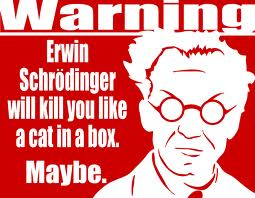 Warning
Erwin
Schrödinger
will kill you like
a cat in a box.
Maybe.